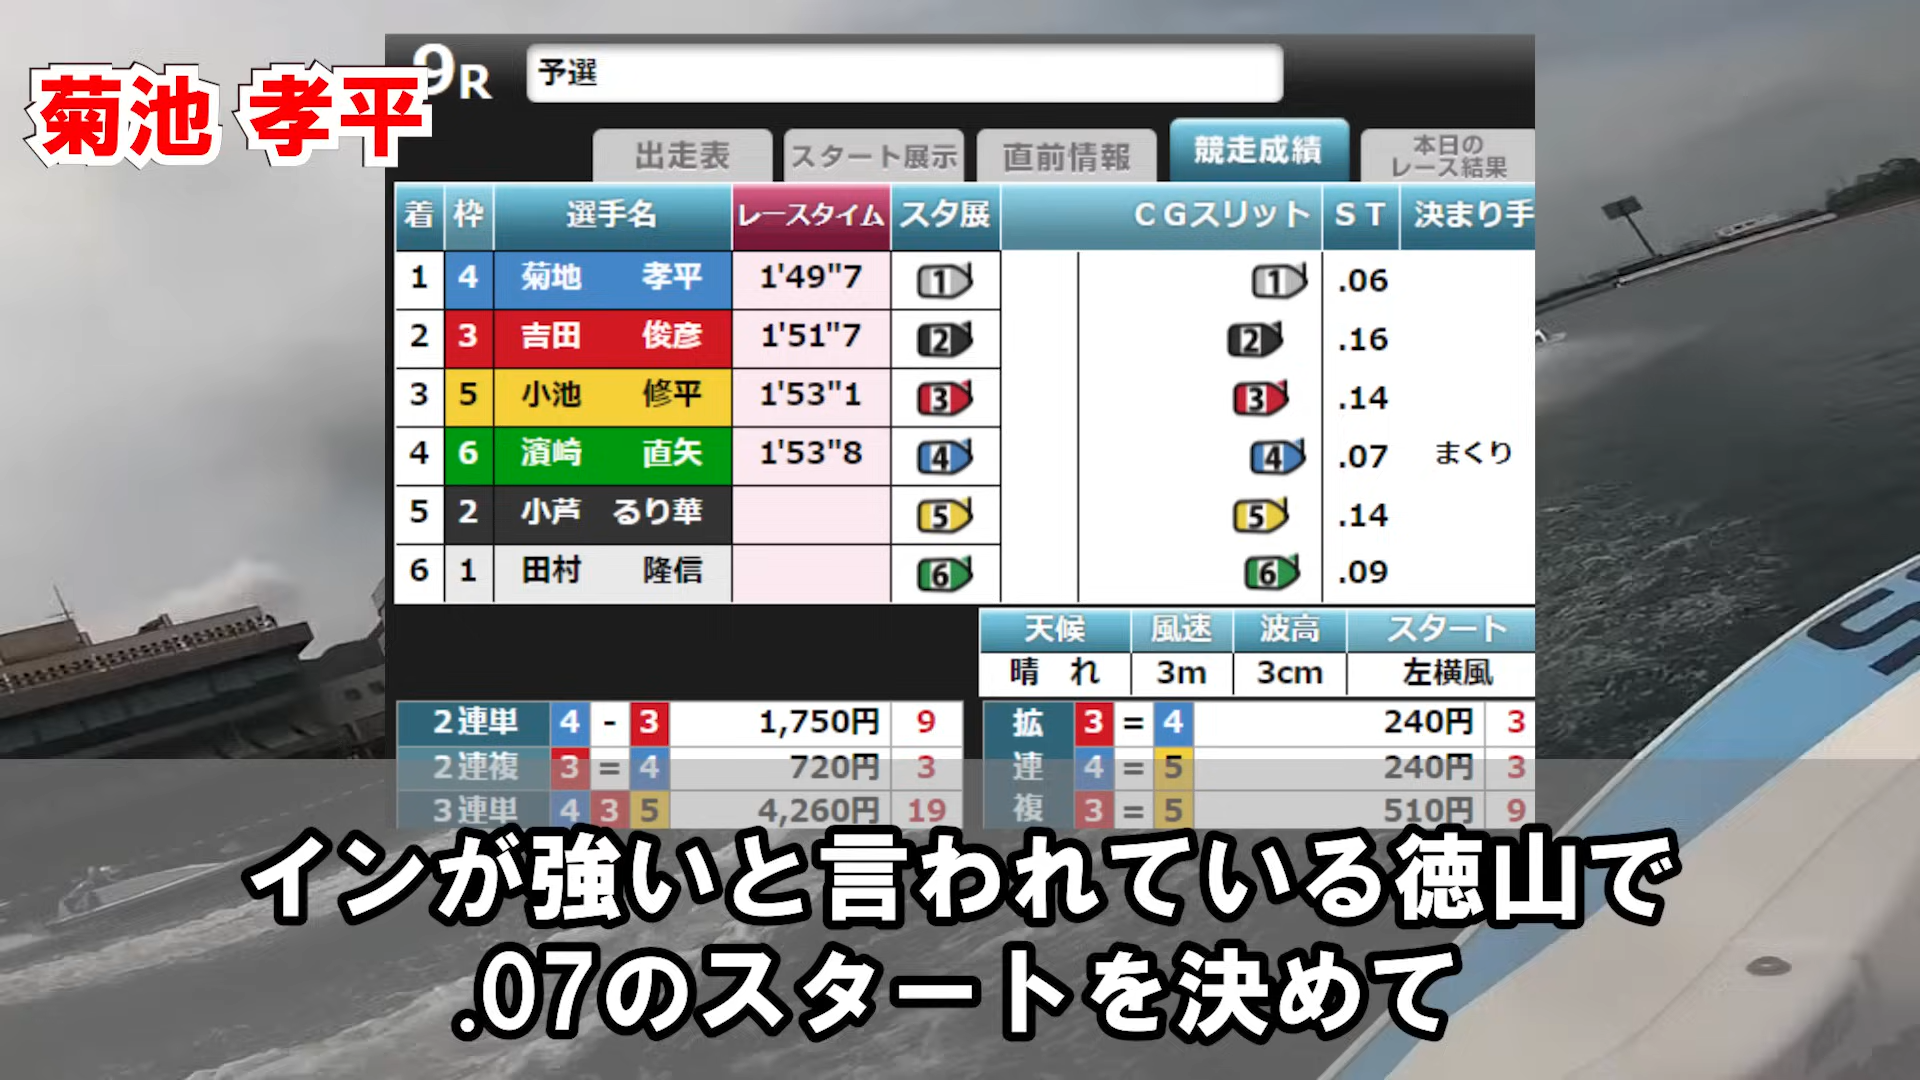 菊池 孝平
9R 予選
出走表 スタート展示 直前情報 競走成績 本日のレース結果
着 枠 選手名 レースタイム スタ展 CGスリット ST 決まり手
1 4 菊地 孝平 1'49"7 1 1 .06
2 3 吉田 俊彦 1'51"7 2 2 .16
3 5 小池 修平 1'53"1 3 3 .14
4 6 濱崎 直矢 1'53"8 4 4 .07 まくり
5 2 小芦 るり華 5 5 .14
6 1 田村 隆信 6 6 .09
天候 風速 波高 スタート
晴 れ 3m 3cm 左横風
2連単 4 - 3 1,750円 9 拡 3 = 4 240円 3
2連複 3 = 4 720円 3 連 4 = 5 240円 3
3連単 4 3 5 4,260円 19 複 3 = 5 510円 9
インが強いと言われている徳山で
.07のスタートを決めて